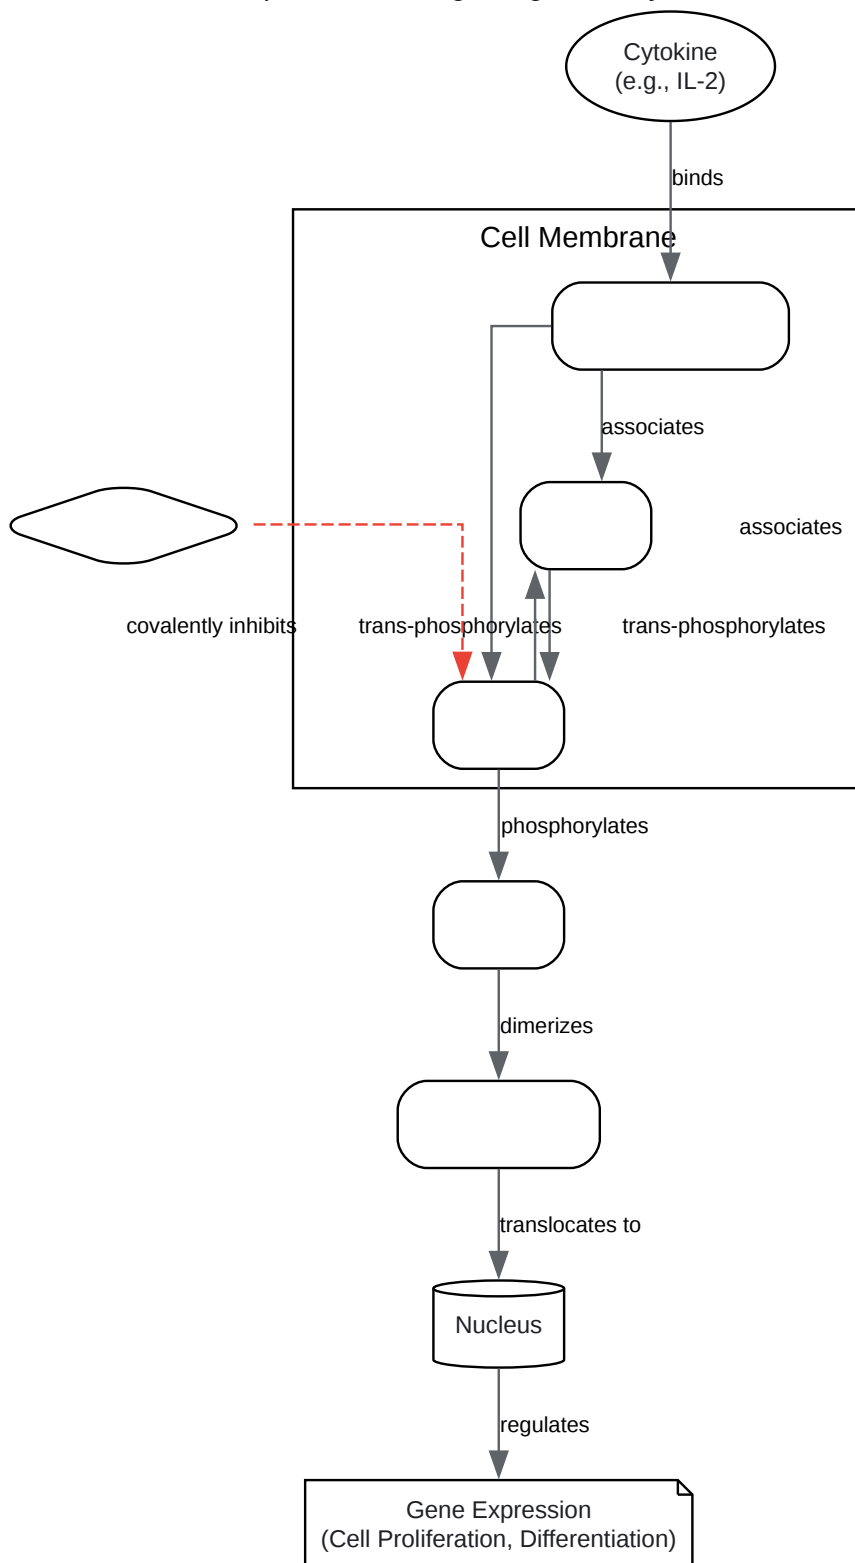 Cytokine
(e.g., IL-2)
binds
Cell Membrane
associates
associates
covalently inhibits
trans-phosphorylates
trans-phosphorylates
phosphorylates
dimerizes
translocates to
Nucleus
regulates
Gene Expression
(Cell Proliferation, Differentiation)